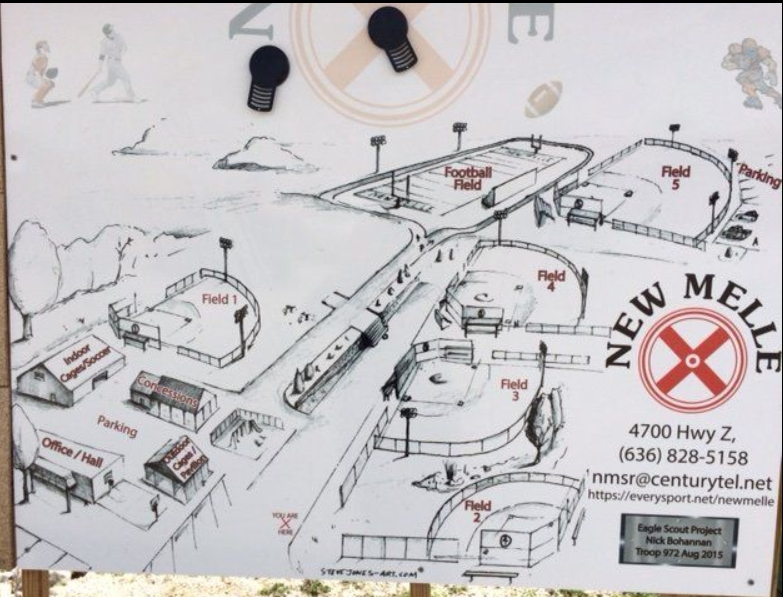 N E
Football
Field
Field
5
Parking
Field 1
Field
4
NEW MELLE
Indoor
Cages/Soccer
Concessions
Field
3
Parking
Office / Hall
Outdoor
Cages /
Pavilion
4700 Hwy Z,
(636) 828-5158
nmsr@centurytel.net
https://everysport.net/newmelle
Field
2
YOU ARE
X
HERE
Eagle Scout Project
Nick Bohannan
Troop 972 Aug 2015
STEVEJONES-ART.COM